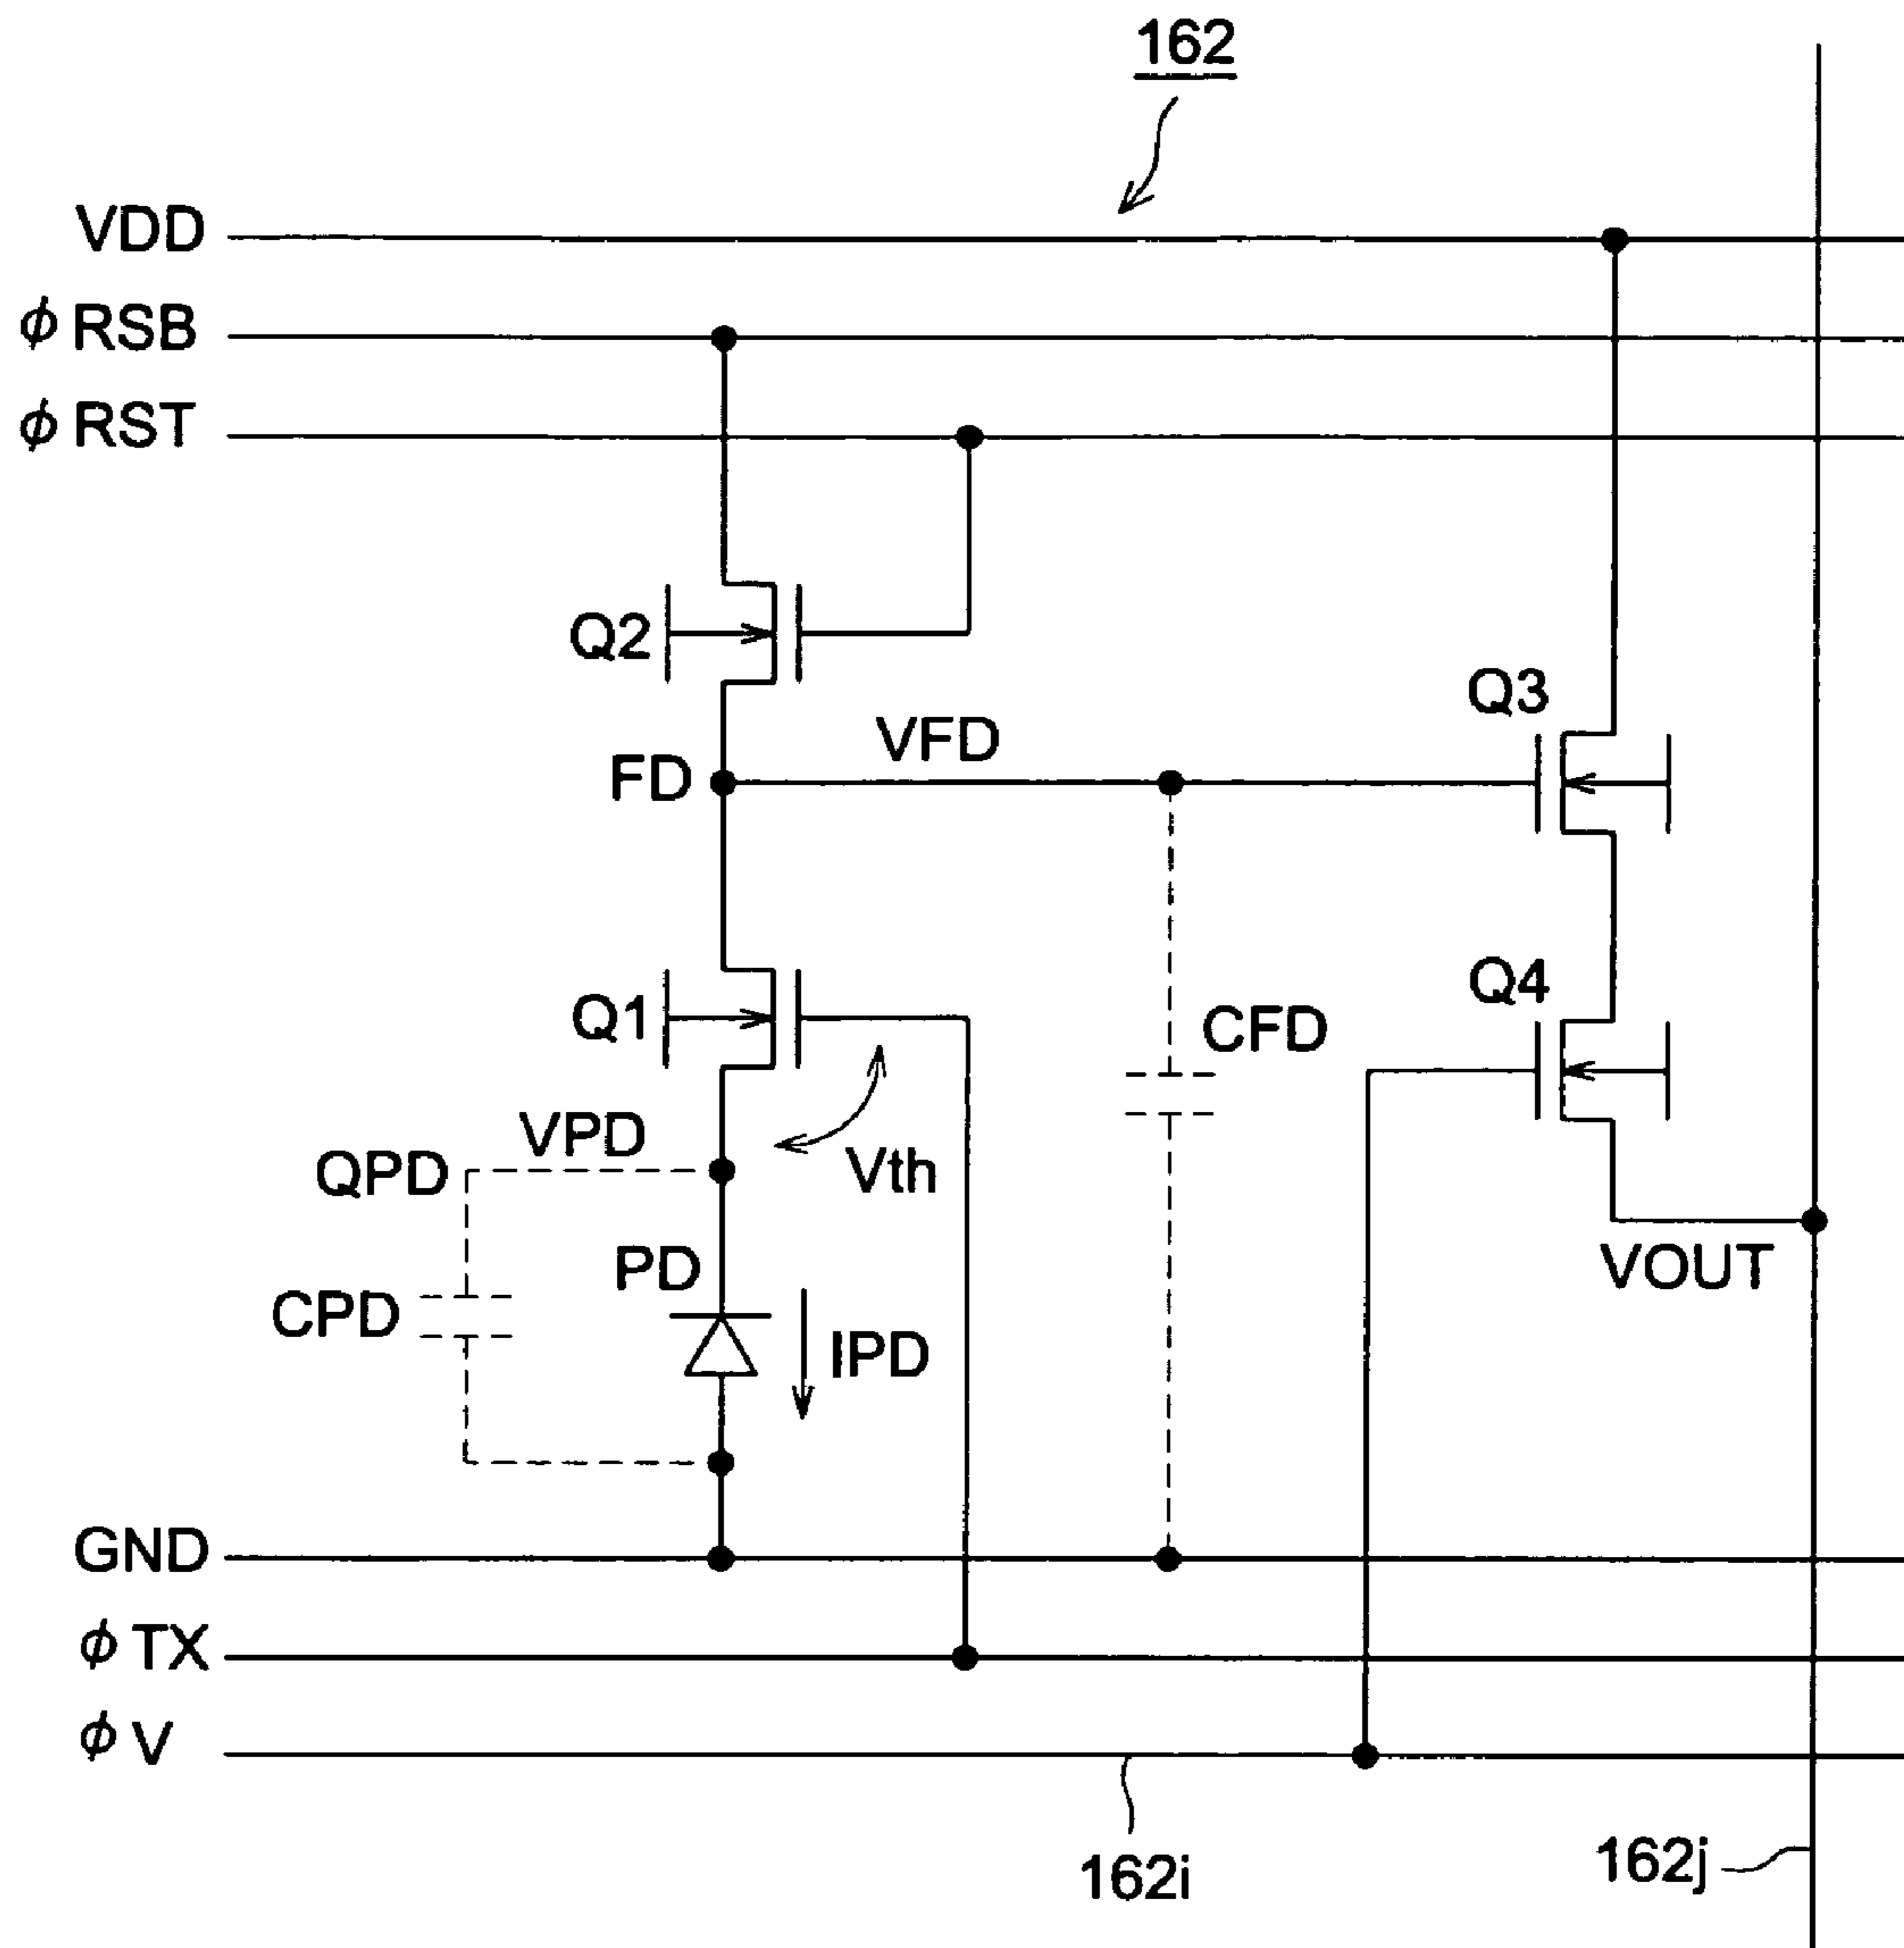 162
VDD
ϕRSB
ϕRST
Q2
Q3
VFD
FD
Q4
Q1
CFD
VPD
QPD
Vth
PD
VOUT
CPD
IPD
GND
ϕTX
ϕV
162i
162j